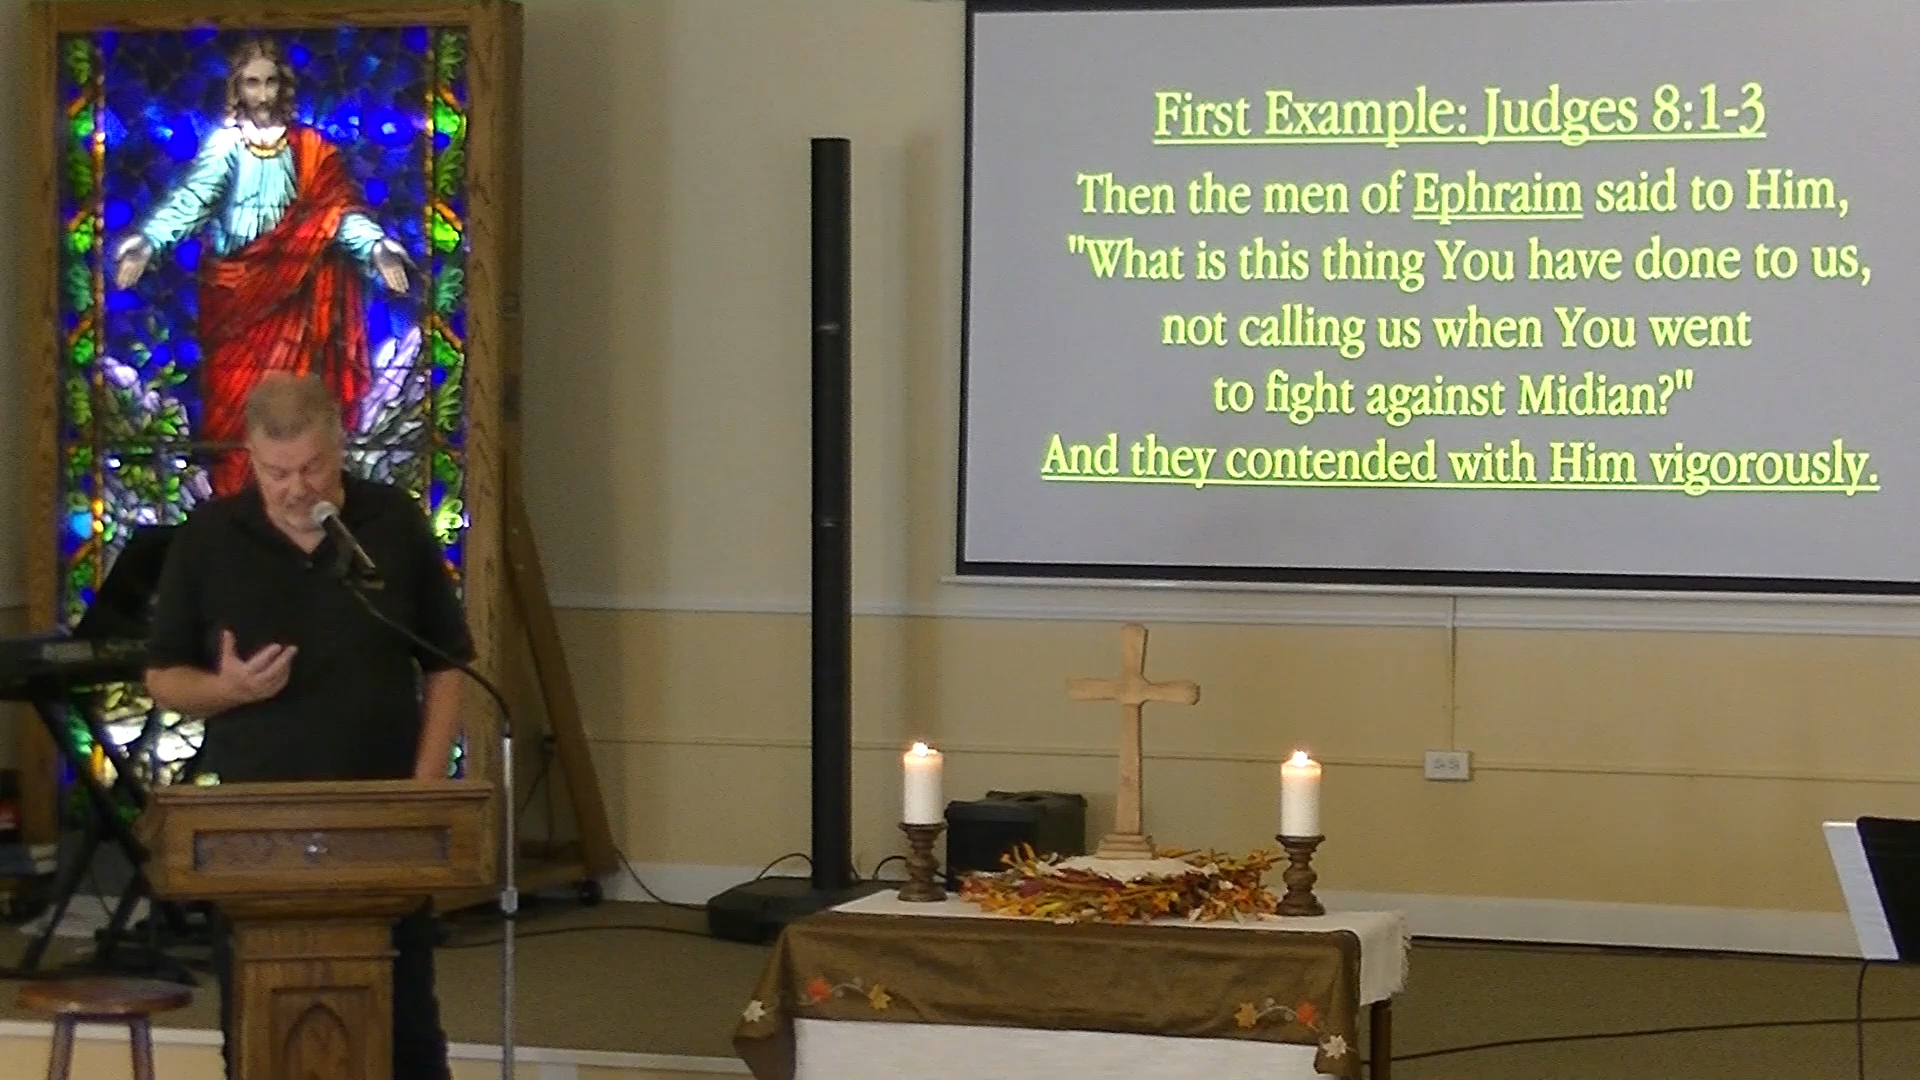 First Example: Judges 8:1-3
Then the men of Ephraim said to Him,
"What is this thing You have done to us,
not calling us when You went
to fight against Midian?"
And they contended with Him vigorously.